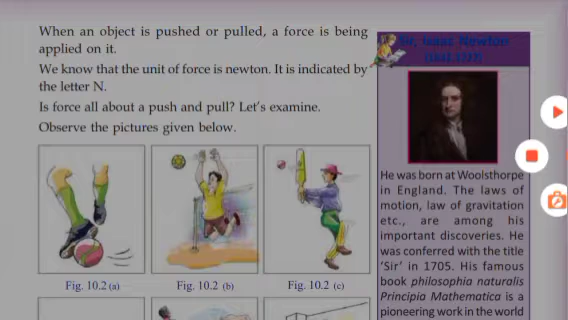 When an object is pushed or pulled, a force is being
applied on it.
We know that the unit of force is newton. It is indicated by
the letter N.
Is force all about a push and pull? Let's examine.
Observe the pictures given below.
Fig. 10.2 (a)
Fig. 10.2 (b)
Fig. 10.2 (c)
Sir, Isaac Newton
He was born at Woolsthorpe
in England. The laws of
motion, law of gravitation
etc., are among his
important discoveries. He
was conferred with the title
'Sir' in 1705. His famous
book philosophia naturalis
Principia Mathematica is a
pioneering work in the world